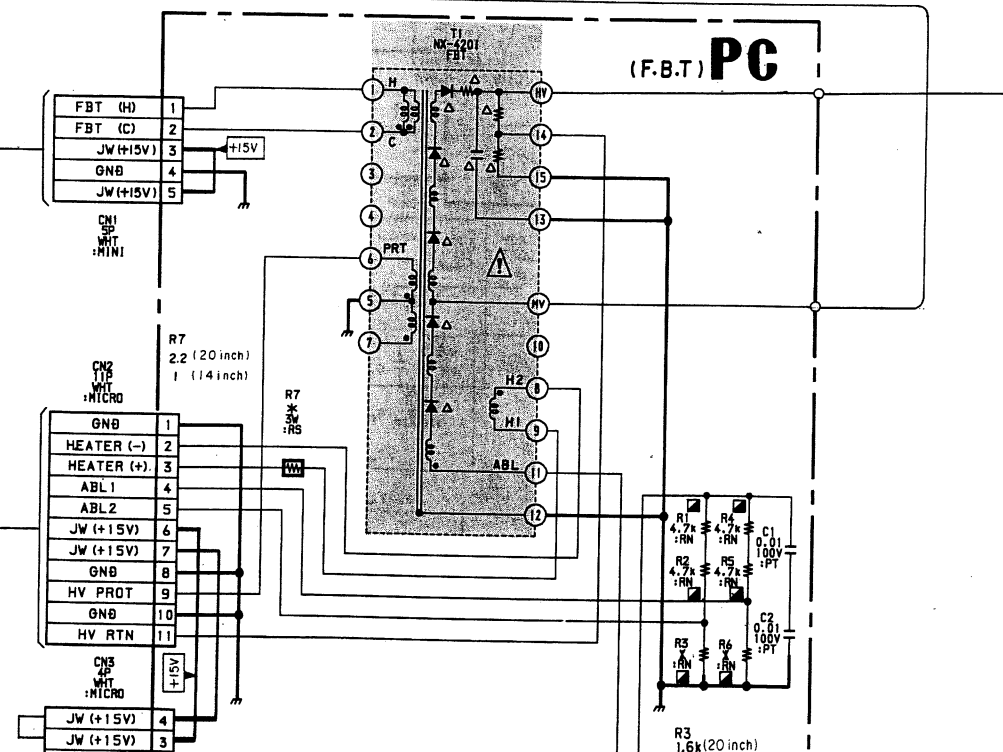 T1
NX-4201
FBT
(F.B.T) PC
FBT (H) 1
FBT (C) 2
JW(+15V) 3
GND 4
JW(+15V) 5
+15V
CN1
5P
WHT
:MINI
1 H
2 C
3
4
6 PRT
5
7
HV
14
15
13
MV
10
H2 8
H1 9
ABL 11
12
R7
2.2 (20inch)
1 (14inch)
R7
*
3W
:RS
CN2
11P
WHT
:MICRO
GND 1
HEATER (-) 2
HEATER (+) 3
ABL1 4
ABL2 5
JW (+15V) 6
JW (+15V) 7
GND 8
HV PROT 9
GND 10
HV RTN 11
R1
4.7k
:RN
R4
4.7k
:RN
C1
0.01
100V
:PT
R2
4.7k
:RN
R5
4.7k
:RN
C2
0.01
100V
:PT
R3
*
:RN
R6
*
:RN
CN3
4P
WHT
:MICRO
+15V
JW (+15V) 4
JW (+15V) 3
R3
1.6k(20inch)